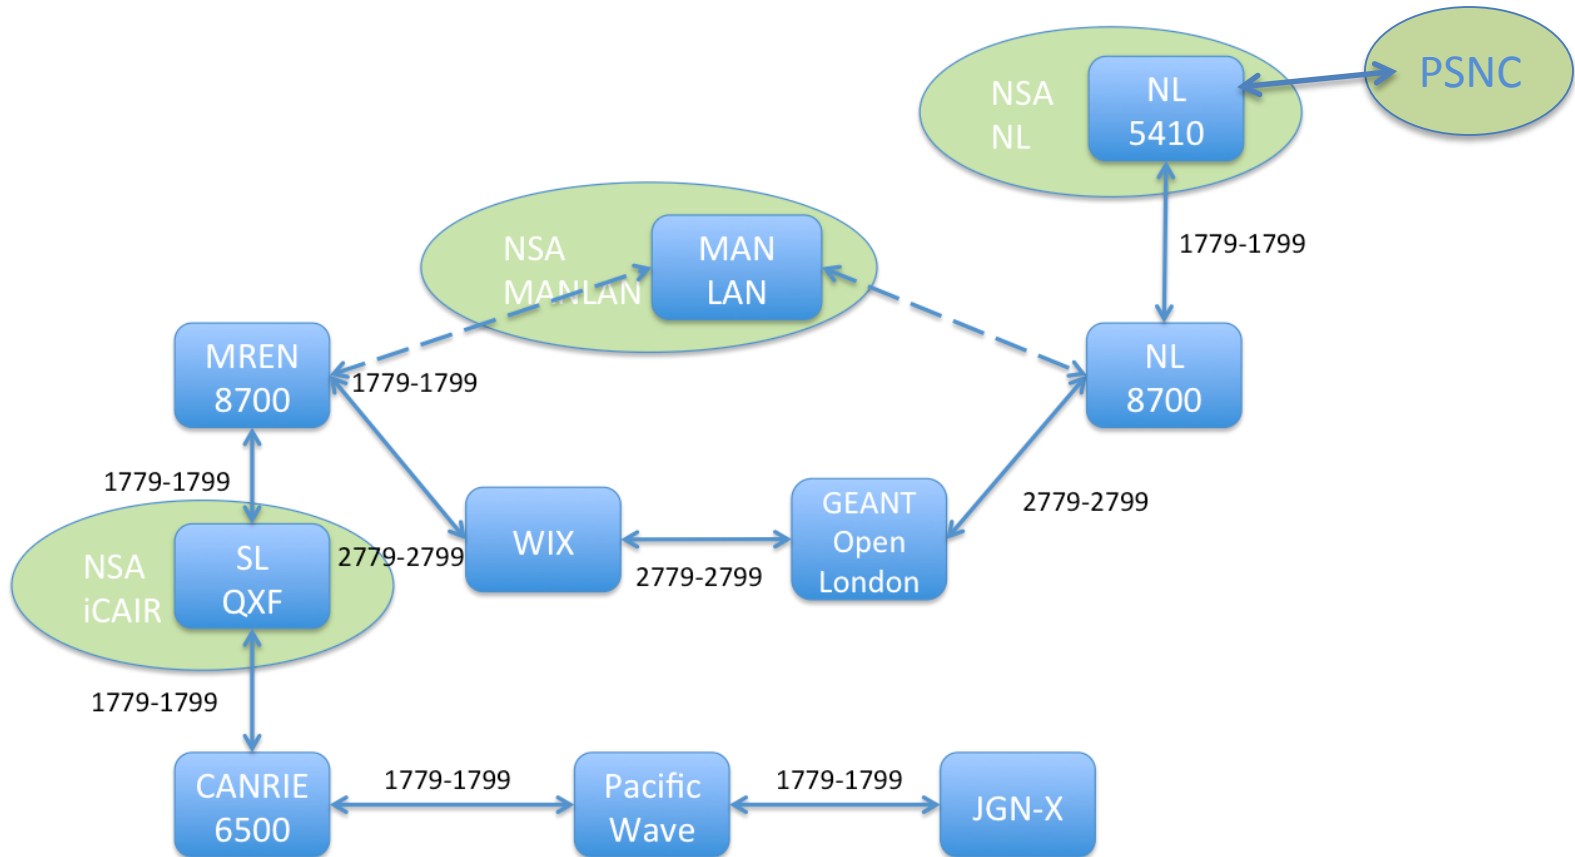 NSA
NL
NL
5410
PSNC
1779-1799
NSA
MANLAN
MAN
LAN
MREN
8700
1779-1799
NL
8700
1779-1799
2779-2799
WIX
2779-2799
GEANT
Open
London
2779-2799
NSA
iCAIR
SL
QXF
1779-1799
CANRIE
6500
1779-1799
Pacific
Wave
1779-1799
JGN-X